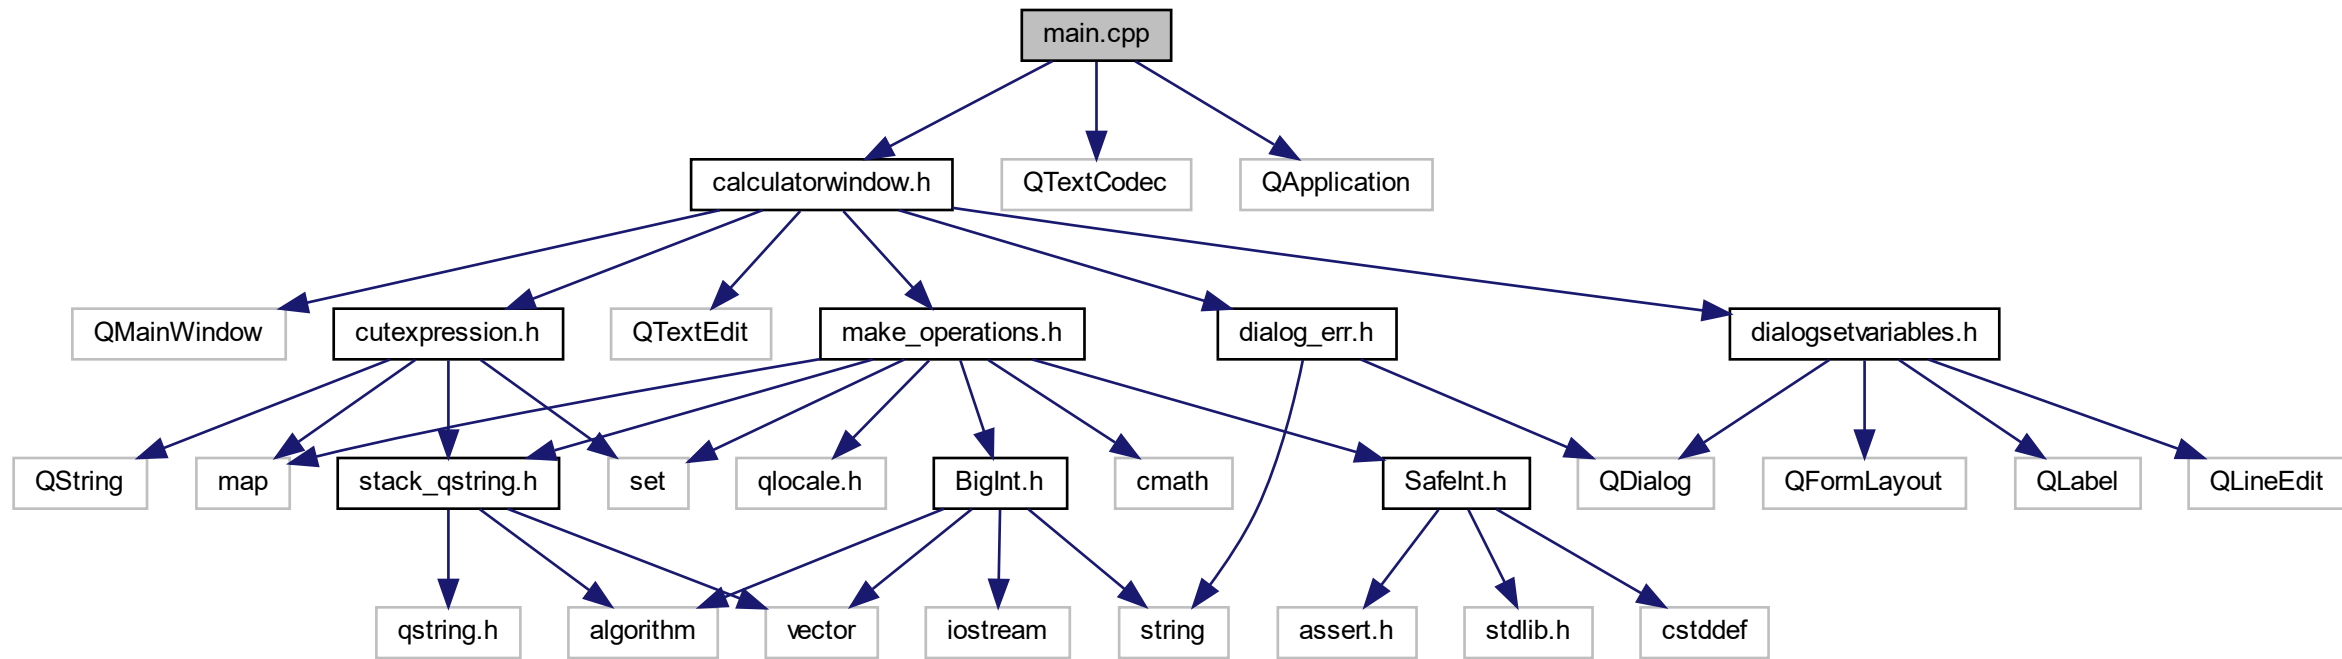 main.cpp
calculatorwindow.h
QTextCodec
QApplication
QMainWindow
cutexpression.h
QTextEdit
make_operations.h
dialog_err.h
dialogsetvariables.h
QString
map
stack_qstring.h
set
qlocale.h
BigInt.h
cmath
SafeInt.h
QDialog
QFormLayout
QLabel
QLineEdit
qstring.h
algorithm
vector
iostream
string
assert.h
stdlib.h
cstddef